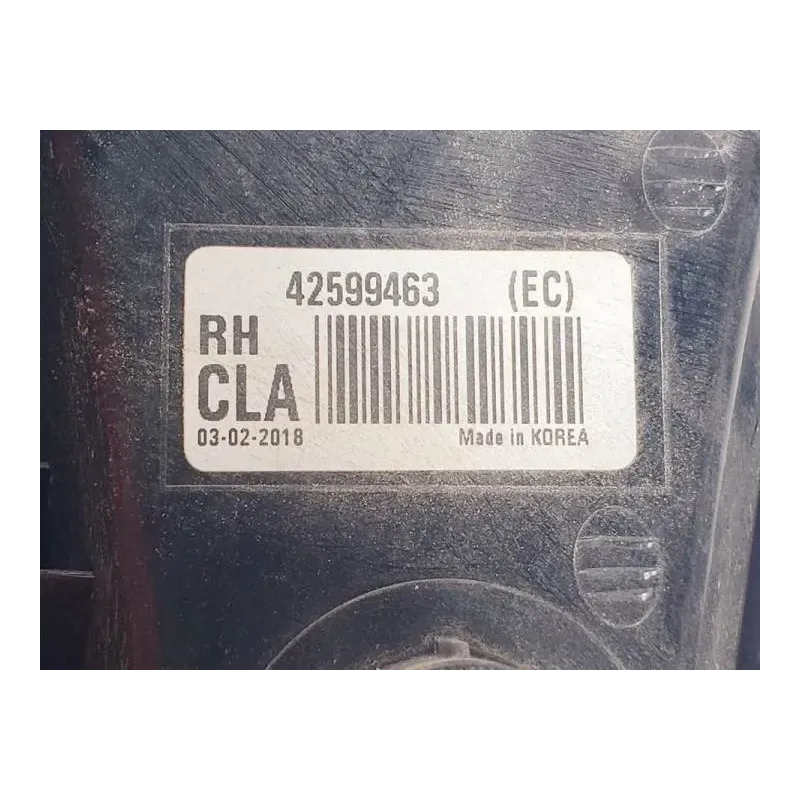 42599463 (EC)
RH
CLA
03-02-2018 Made in KOREA